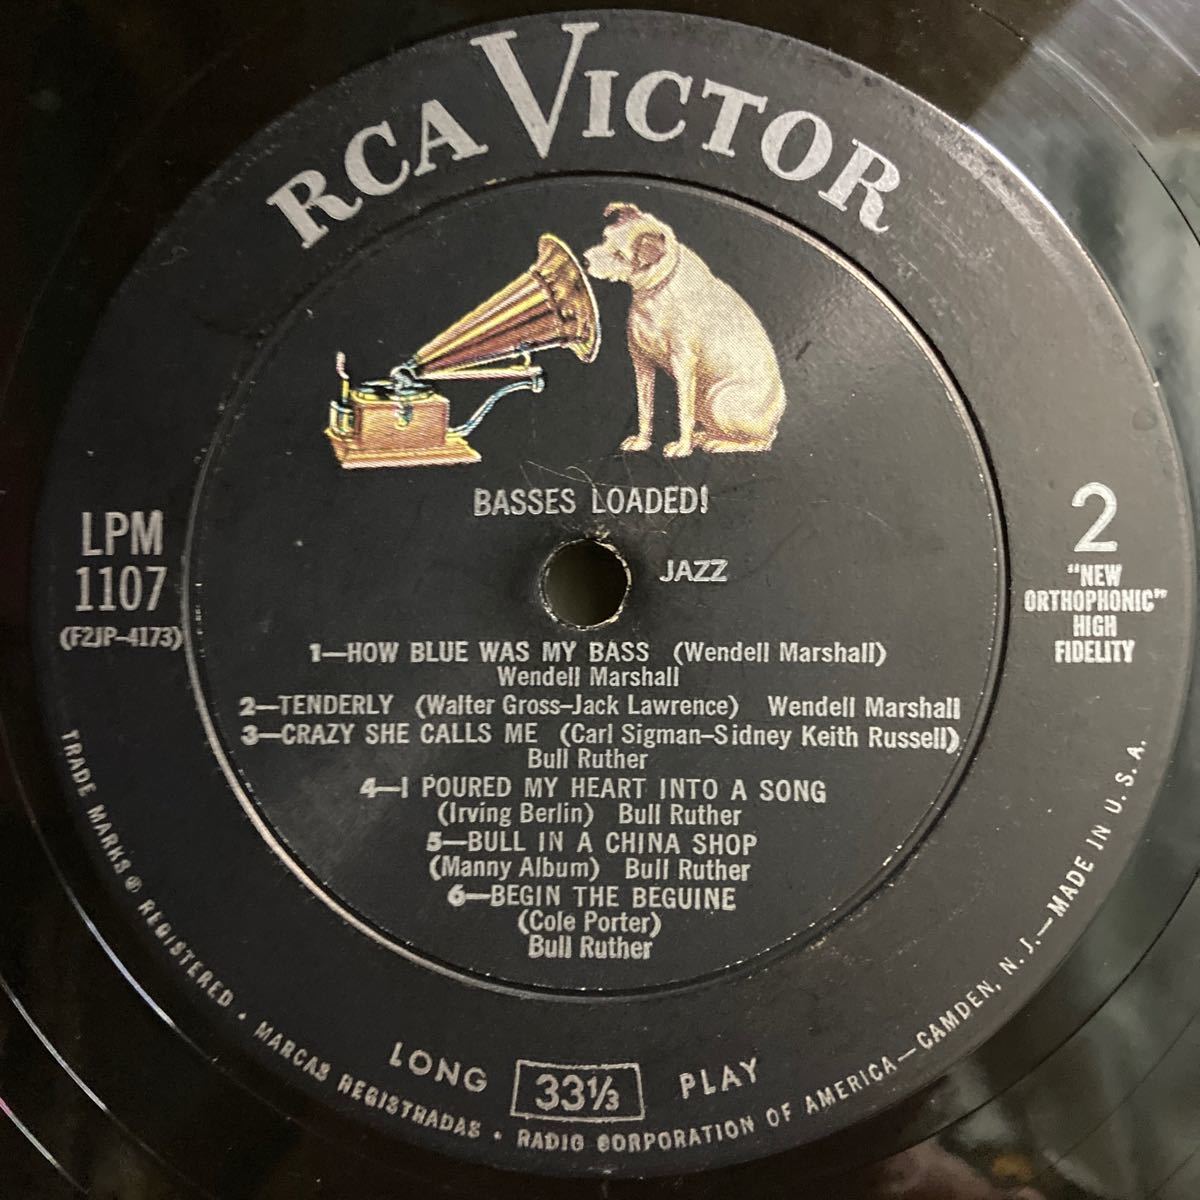 RCA VICTOR
BASSES LOADED!
JAZZ
LPM
1107
(F2JP-4173)
2
"NEW
ORTHOPHONIC"
HIGH
FIDELITY
1—HOW BLUE WAS MY BASS (Wendell Marshall)
Wendell Marshall
2—TENDERLY (Walter Gross-Jack Lawrence) Wendell Marshall
3—CRAZY SHE CALLS ME (Carl Sigman-Sidney Keith Russell)
Bull Ruther
4—I POURED MY HEART INTO A SONG
(Irving Berlin) Bull Ruther
5—BULL IN A CHINA SHOP
(Manny Album) Bull Ruther
6—BEGIN THE BEGUINE
(Cole Porter)
Bull Ruther
LONG 33⅓ PLAY
TRADE MARKS ® REGISTERED • MARCAS REGISTRADAS • RADIO CORPORATION OF AMERICA—CAMDEN, N. J.—MADE IN U. S. A.